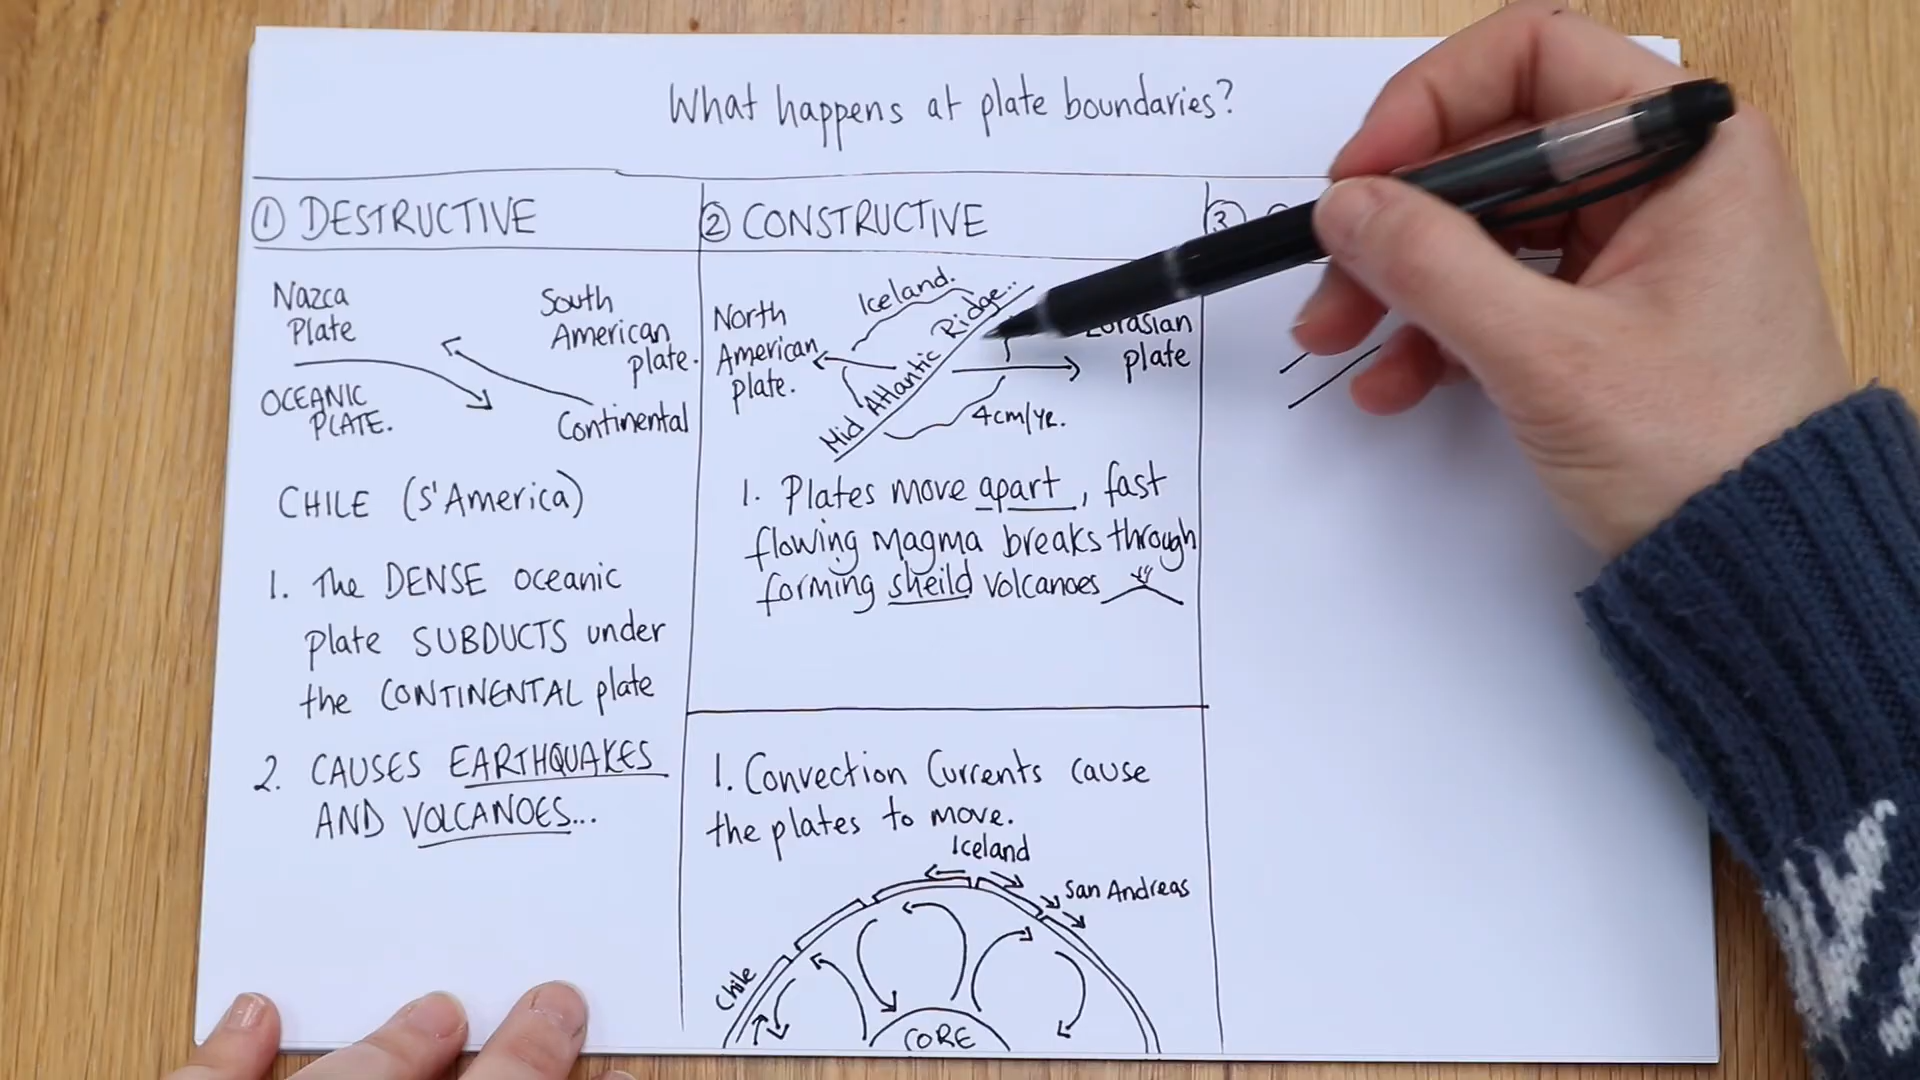 What happens at plate boundaries?
① DESTRUCTIVE
Nazca
Plate
OCEANIC
PLATE.
South
American
plate.
Continental
CHILE (S'America)
1. The DENSE oceanic
plate SUBDUCTS under
the CONTINENTAL plate
2. CAUSES EARTHQUAKES
AND VOLCANOES...
② CONSTRUCTIVE
North
American
plate.
Iceland.
Mid Atlantic Ridge..
Eurasian
plate
4cm/yr.
1. Plates move apart, fast
flowing magma breaks through
forming sheild volcanoes
1. Convection Currents cause
the plates to move.
Iceland
San Andreas
Chile
CORE
③